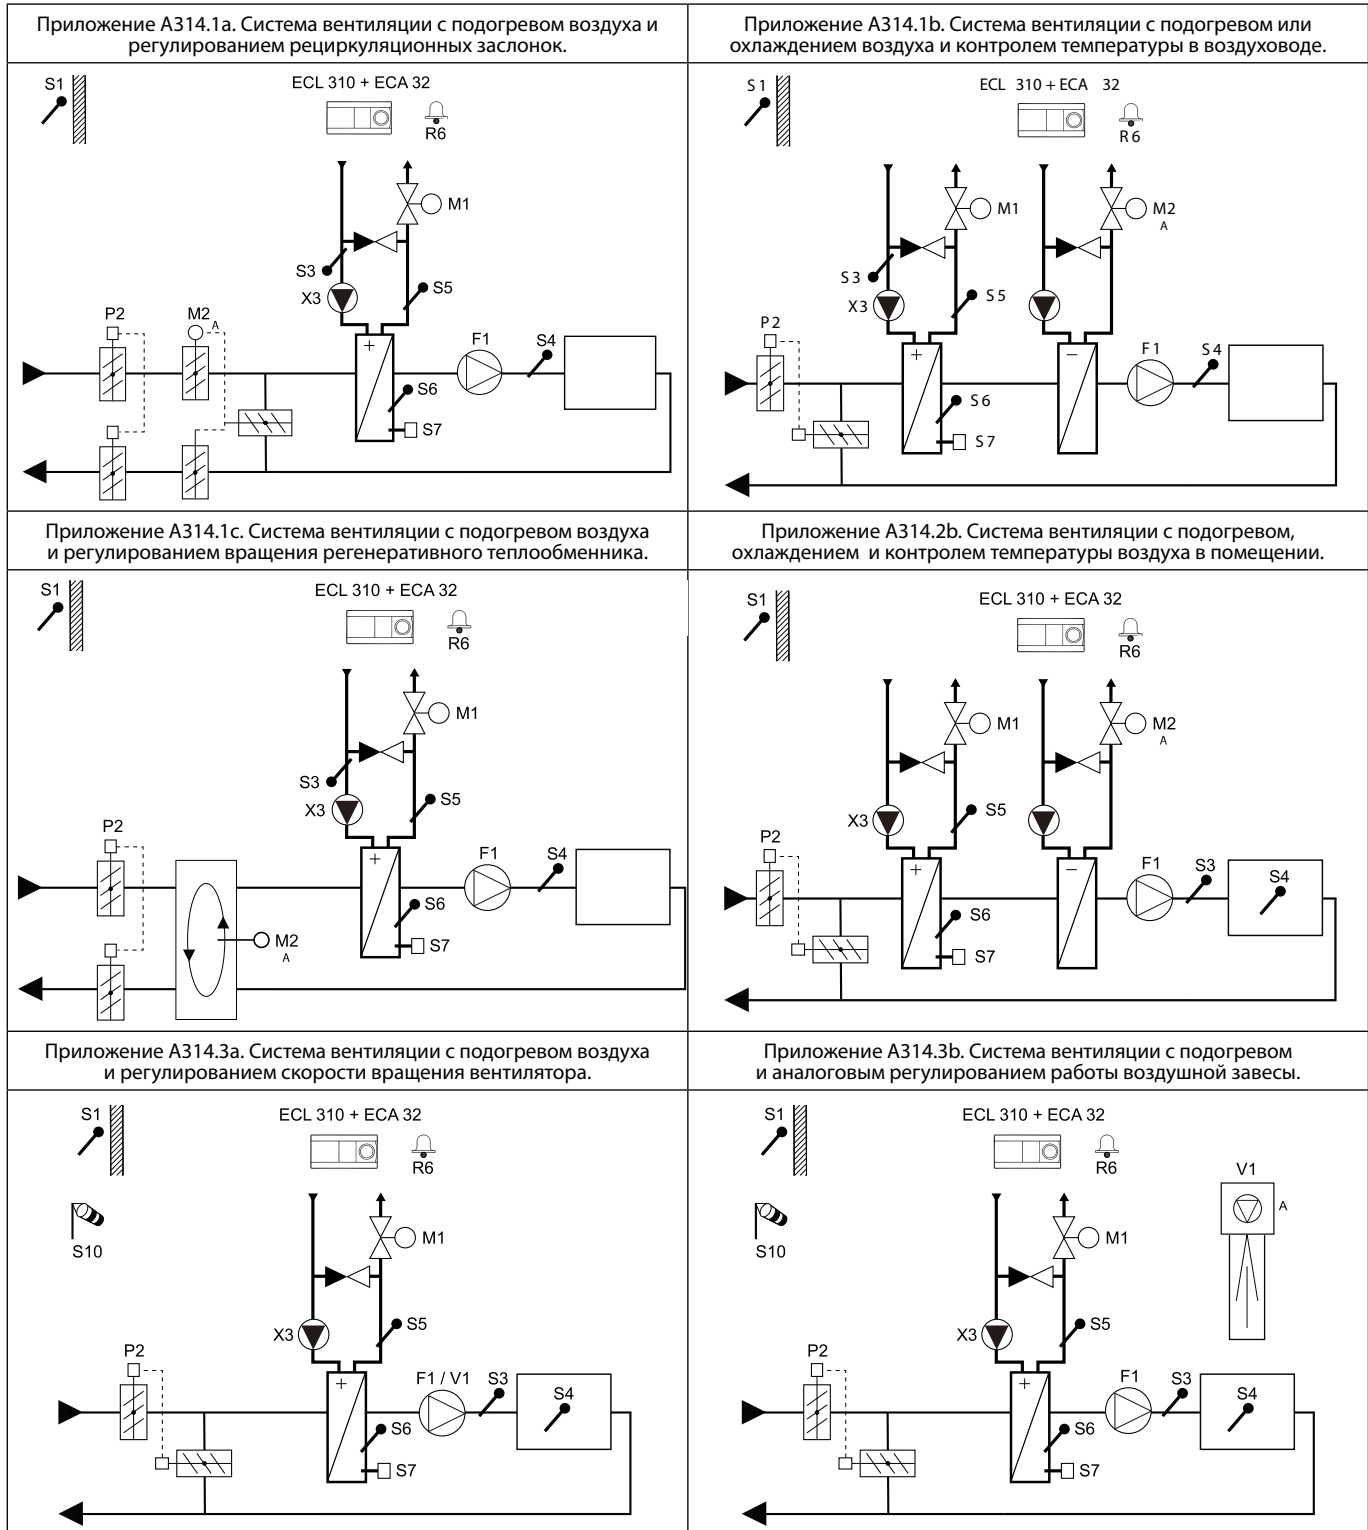 Приложение А314.1a. Система вентиляции с подогревом воздуха и
регулированием рециркуляционных заслонок.
S1
ECL 310 + ECA 32
R6
M1
S3
S5
X3
P2
M2
A
F1
S4
+
S6
S7
Приложение А314.1b. Система вентиляции с подогревом или
охлаждением воздуха и контролем температуры в воздуховоде.
S1
ECL 310 + ECA 32
R6
M1
M2
A
S3
S5
X3
P2
F1
S4
+
−
S6
S7
Приложение А314.1c. Система вентиляции с подогревом воздуха
и регулированием вращения регенеративного теплообменника.
S1
ECL 310 + ECA 32
R6
M1
S3
S5
X3
P2
F1
S4
+
S6
M2
A
S7
Приложение А314.2b. Система вентиляции с подогревом,
охлаждением и контролем температуры воздуха в помещении.
S1
ECL 310 + ECA 32
R6
M1
M2
A
S5
X3
P2
F1
S3
S4
+
−
S6
S7
Приложение А314.3a. Система вентиляции с подогревом воздуха
и регулированием скорости вращения вентилятора.
S1
ECL 310 + ECA 32
R6
S10
M1
S5
X3
P2
F1 / V1
S3
S4
+
S6
S7
Приложение А314.3b. Система вентиляции с подогревом
и аналоговым регулированием работы воздушной завесы.
S1
ECL 310 + ECA 32
R6
V1
A
S10
M1
S5
X3
P2
F1
S3
S4
+
S6
S7